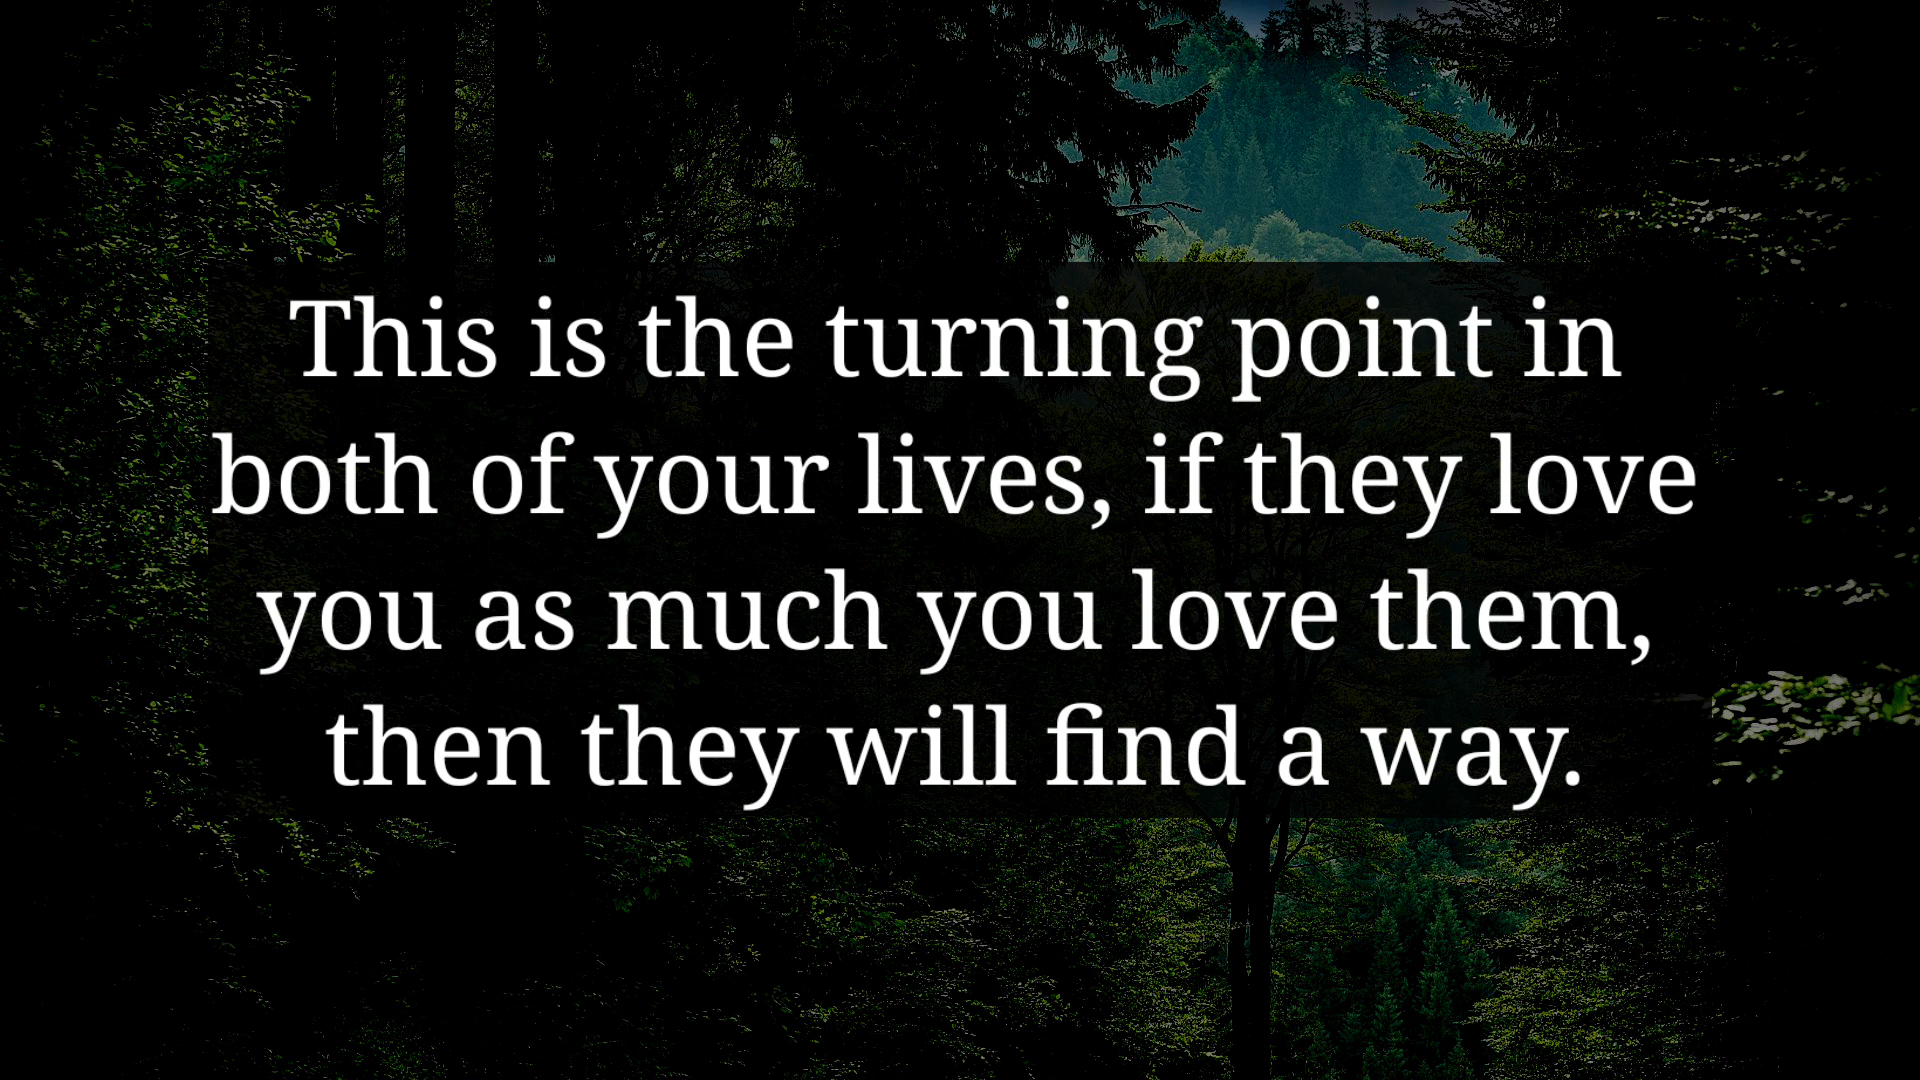 This is the turning point in
both of your lives, if they love
you as much you love them,
then they will find a way.